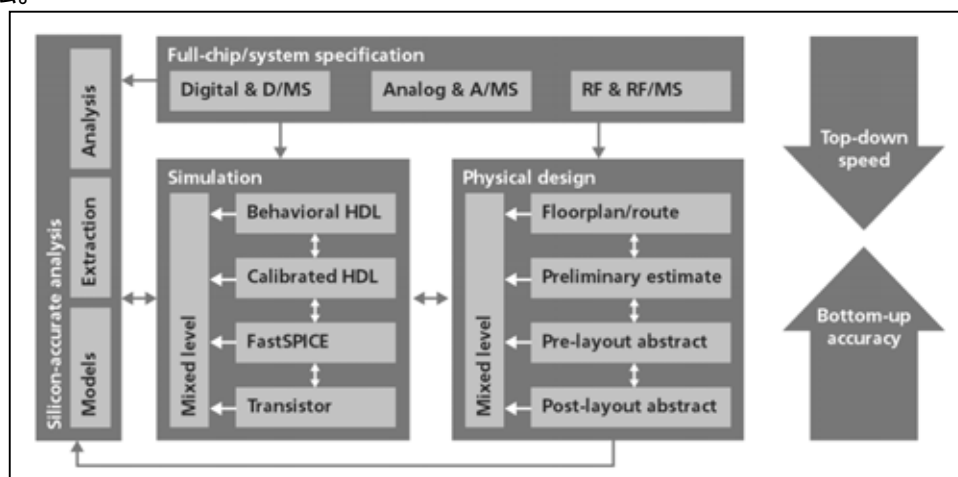 Full-chip/system specification
Digital & D/MS
Analog & A/MS
RF & RF/MS
Silicon-accurate analysis
Analysis
Extraction
Models
Simulation
Mixed level
Behavioral HDL
Calibrated HDL
FastSPICE
Transistor
Physical design
Mixed level
Floorplan/route
Preliminary estimate
Pre-layout abstract
Post-layout abstract
Top-down
speed
Bottom-up
accuracy